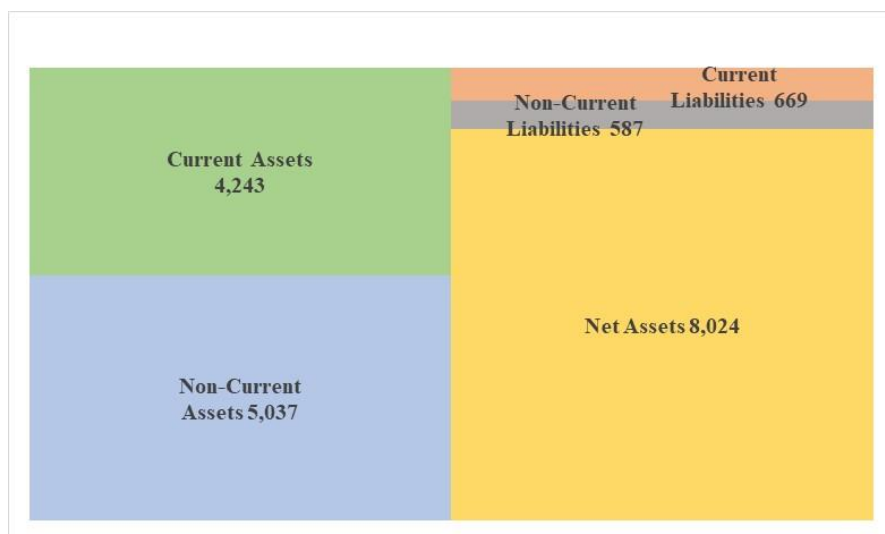 Current Assets
4,243
Non-Current
Assets 5,037
Current
Liabilities 669
Non-Current
Liabilities 587
Net Assets 8,024